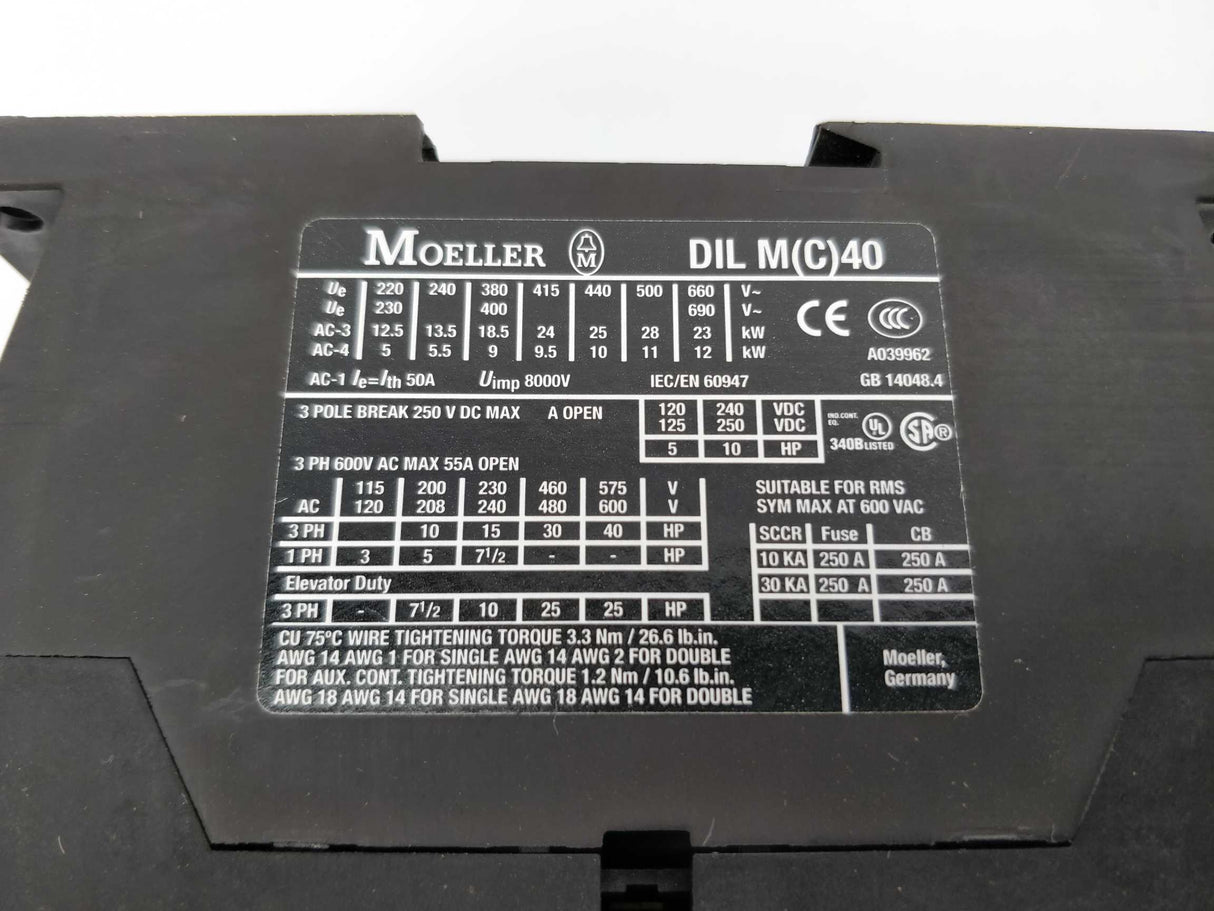 MOELLER M DIL M(C)40
Ue 220 240 380 415 440 500 660 V~
Ue 230 400 690 V~
AC-3 12.5 13.5 18.5 24 25 28 23 kW
AC-4 5 5.5 9 9.5 10 11 12 kW
CE CCC
A039962
AC-1 Ie=Ith 50A Uimp 8000V IEC/EN 60947 GB 14048.4
3 POLE BREAK 250 V DC MAX A OPEN
120 240 VDC
125 250 VDC
5 10 HP
IND.CONT.
EQ.
340B UL LISTED SA®
3 PH 600V AC MAX 55A OPEN
115 200 230 460 575 V
AC 120 208 240 480 600 V
3 PH 10 15 30 40 HP
1 PH 3 5 7 1/2 - - HP
Elevator Duty
3 PH - 7 1/2 10 25 25 HP
SUITABLE FOR RMS
SYM MAX AT 600 VAC
SCCR Fuse CB
10 KA 250 A 250 A
30 KA 250 A 250 A
CU 75°C WIRE TIGHTENING TORQUE 3.3 Nm / 26.6 lb.in.
AWG 14 AWG 1 FOR SINGLE AWG 14 AWG 2 FOR DOUBLE
FOR AUX. CONT. TIGHTENING TORQUE 1.2 Nm / 10.6 lb.in.
AWG 18 AWG 14 FOR SINGLE AWG 18 AWG 14 FOR DOUBLE
Moeller,
Germany